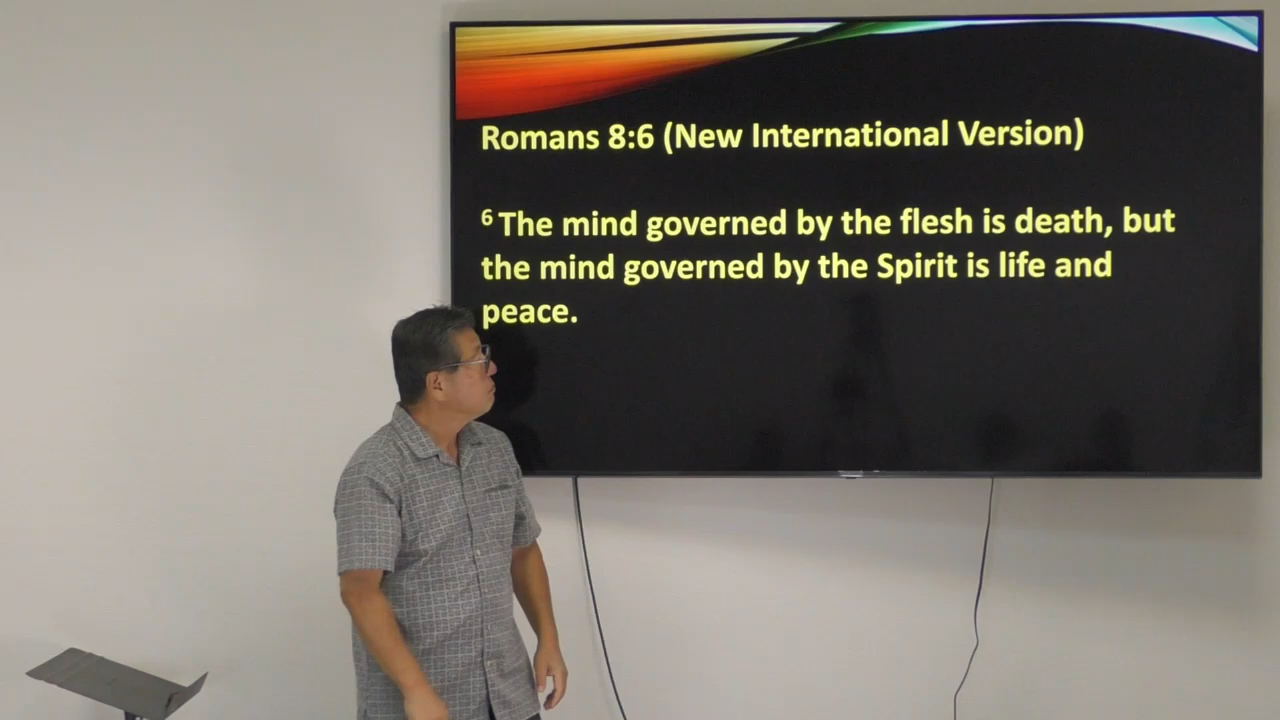 Romans 8:6 (New International Version)
6 The mind governed by the flesh is death, but
the mind governed by the Spirit is life and
peace.